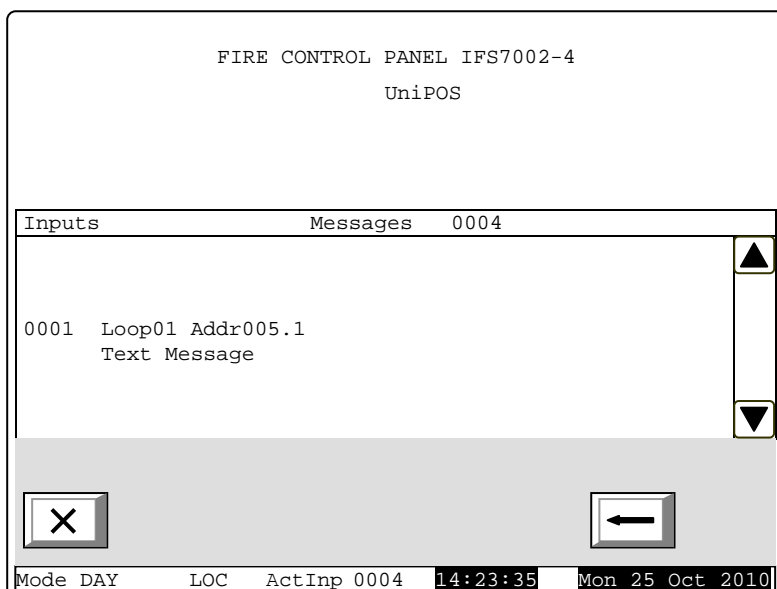 FIRE CONTROL PANEL IFS7002-4
UniPOS
Inputs Messages 0004
0001 Loop01 Addr005.1
Text Message
Mode DAY LOC ActInp 0004 14:23:35 Mon 25 Oct 2010